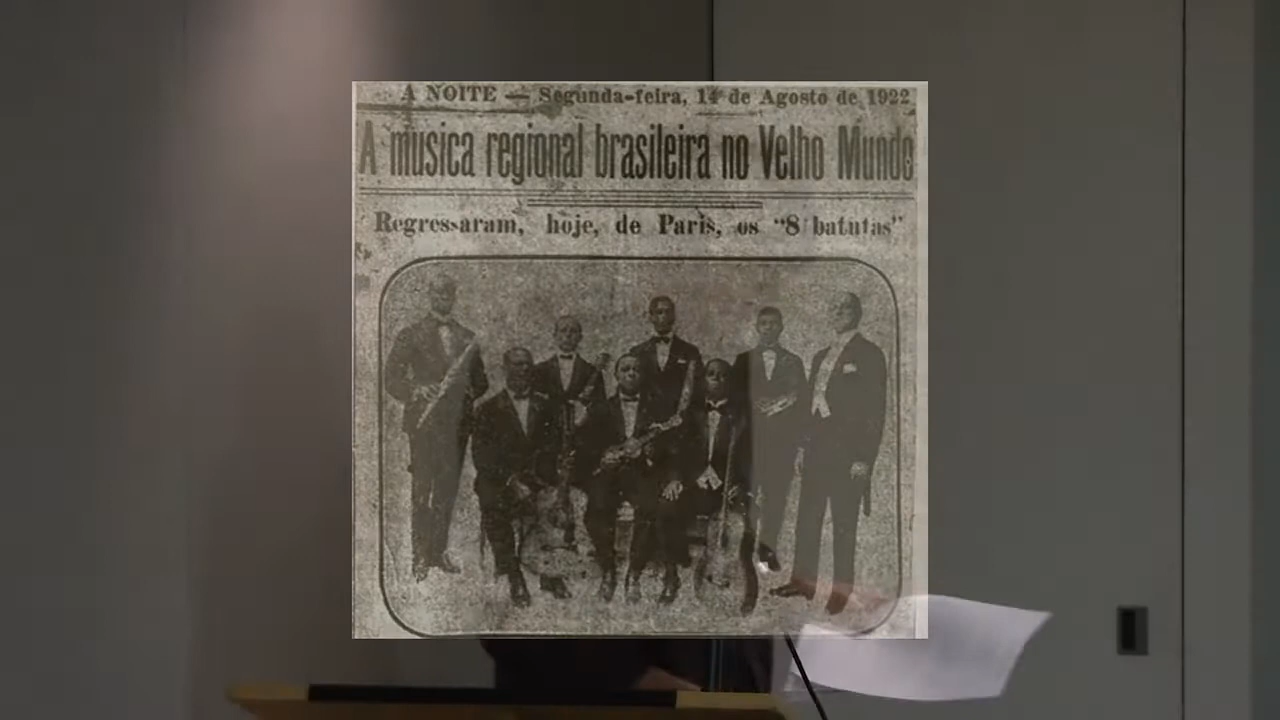 A NOITE — Segunda-feira, 14 de Agosto de 1922
A musica regional brasileira no Velho Mundo
Regressaram, hoje, de Paris, os "8 batutas"